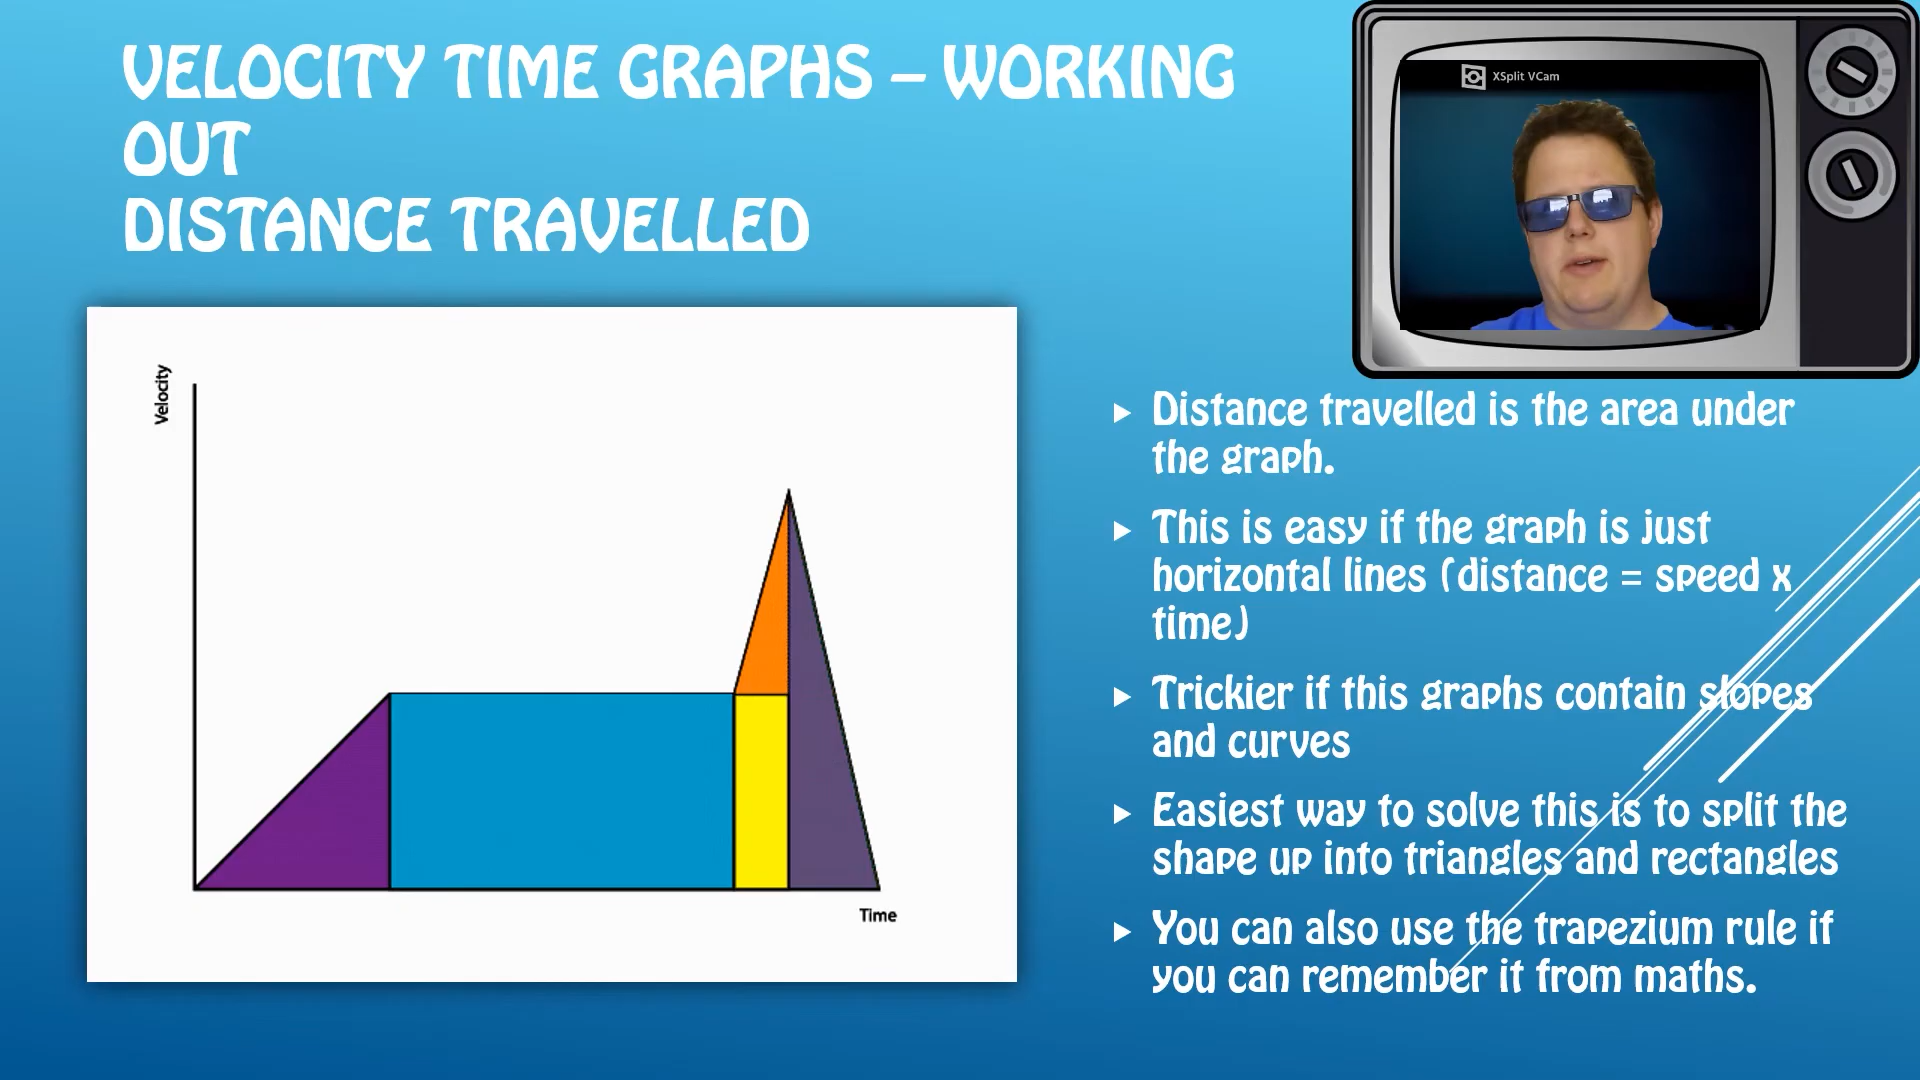 VELOCITY TIME GRAPHS – WORKING
OUT
DISTANCE TRAVELLED
XSplit VCam
Velocity
Time
Distance travelled is the area under
the graph.
This is easy if the graph is just
horizontal lines (distance = speed x
time)
Trickier if this graphs contain slopes
and curves
Easiest way to solve this is to split the
shape up into triangles and rectangles
You can also use the trapezium rule if
you can remember it from maths.